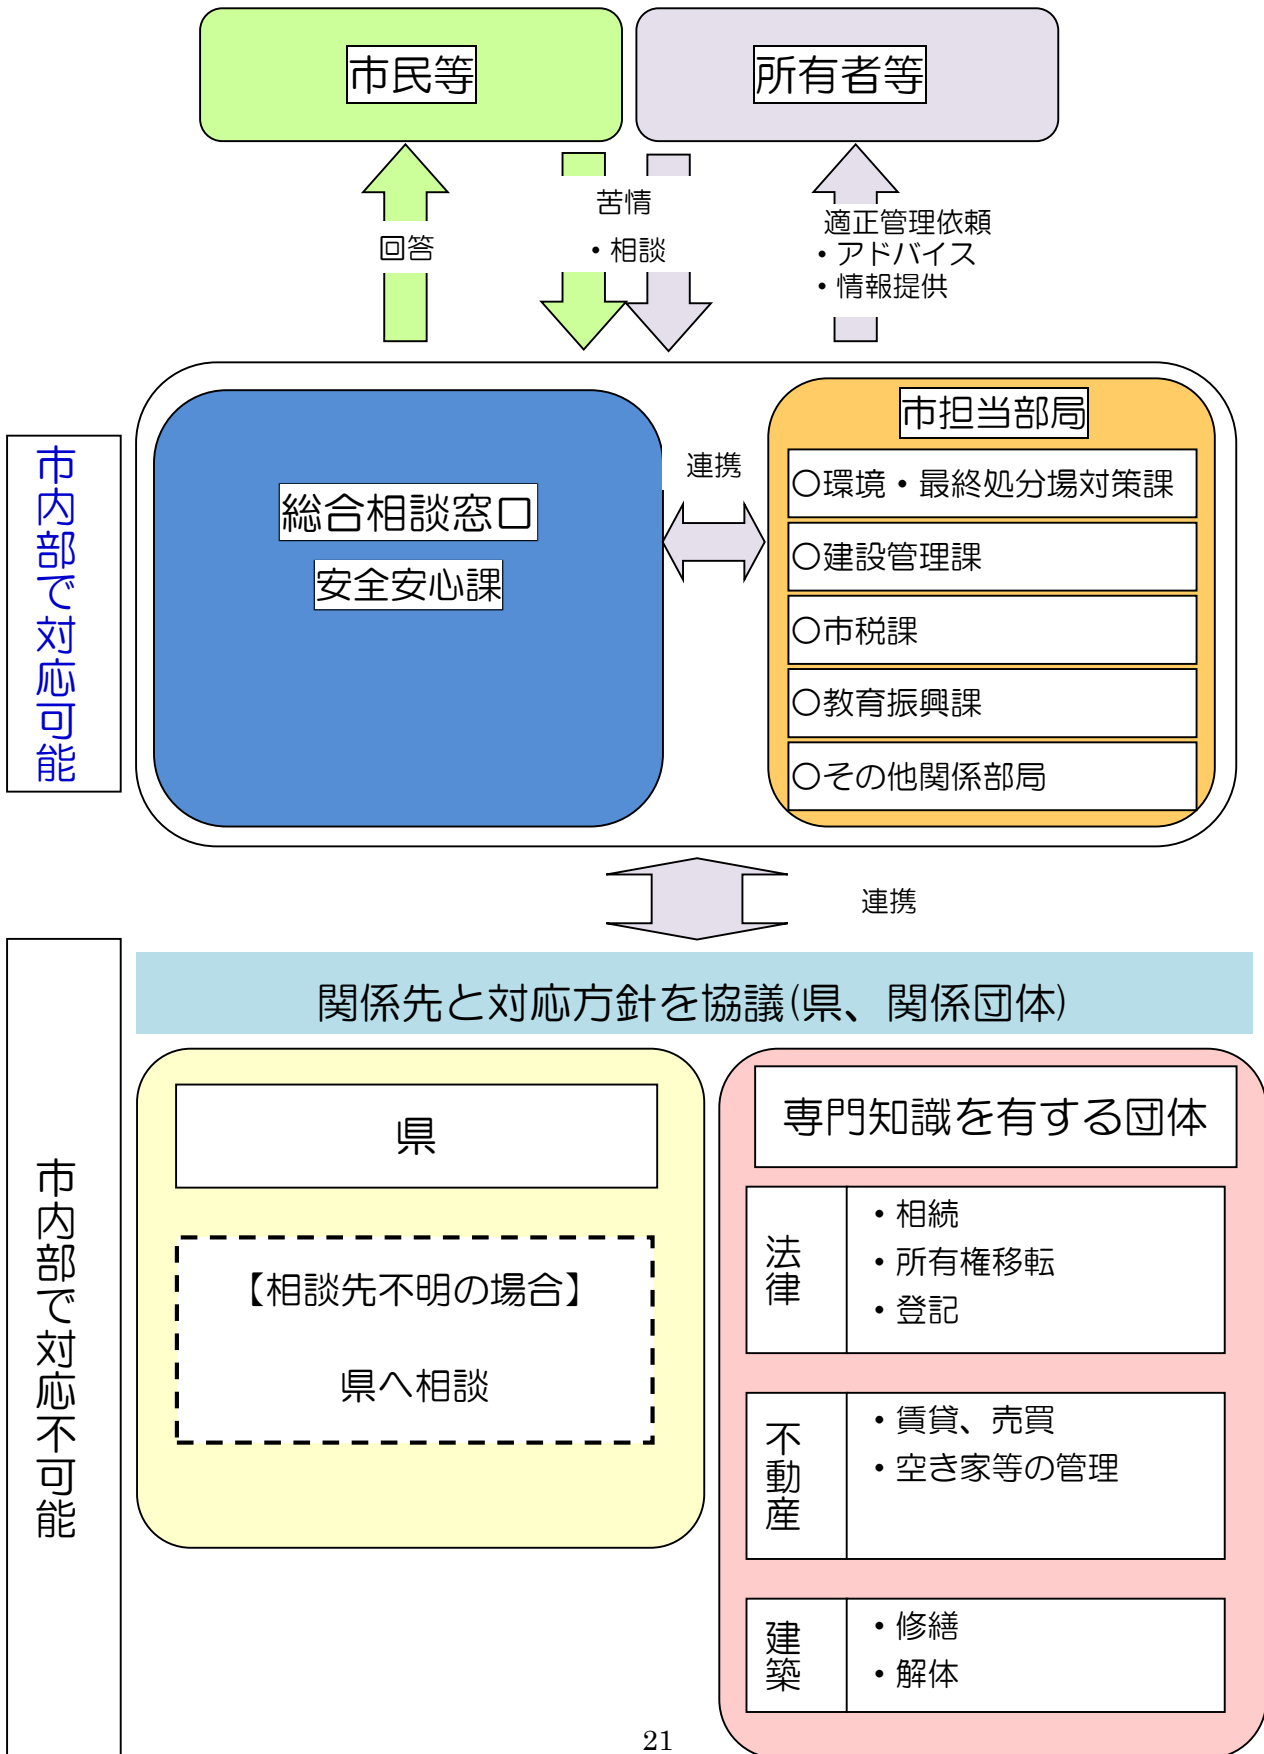 市民等
所有者等
回答
苦情
・相談
適正管理依頼
・アドバイス
・情報提供
市内部で対応可能
総合相談窓口
安全安心課
連携
市担当部局
○環境・最終処分場対策課
○建設管理課
○市税課
○教育振興課
○その他関係部局
連携
市内部で対応不可能
関係先と対応方針を協議(県、関係団体)
県
【相談先不明の場合】
県へ相談
専門知識を有する団体
法律
・相続
・所有権移転
・登記
不動産
・賃貸、売買
・空き家等の管理
建築
・修繕
・解体
21